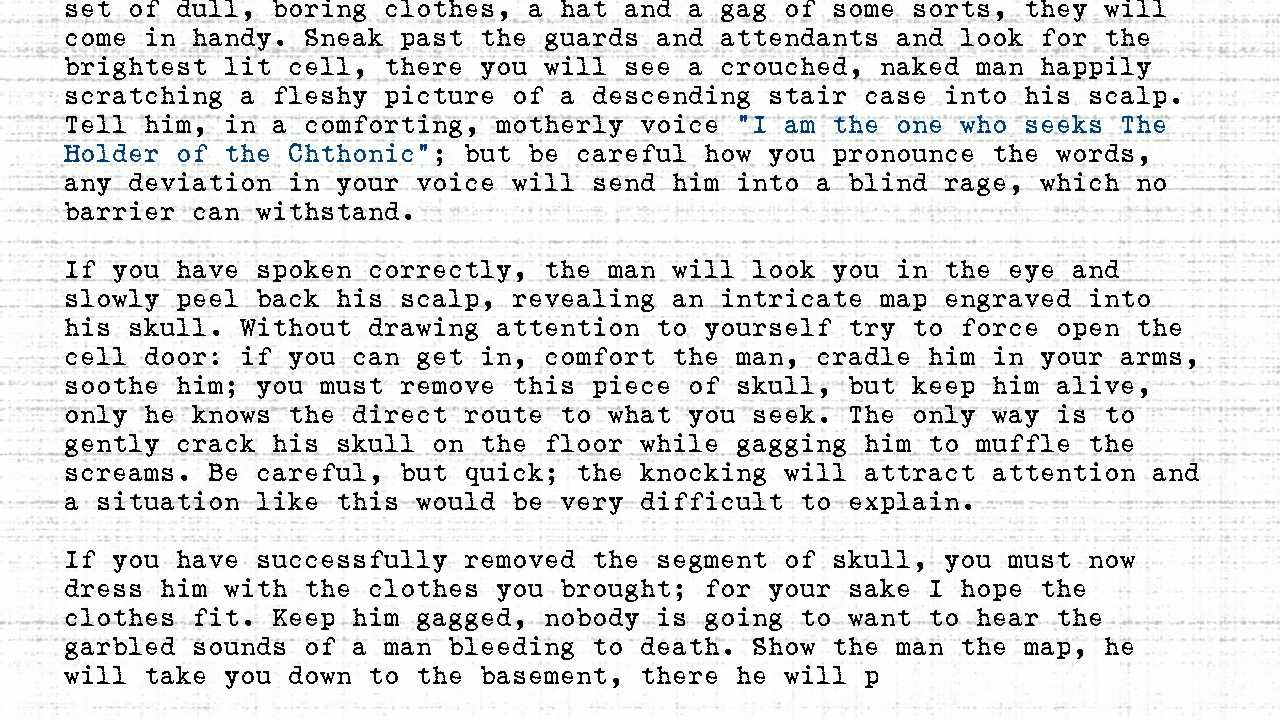 set of dull, boring clothes, a hat and a gag of some sorts, they will
come in handy. Sneak past the guards and attendants and look for the
brightest lit cell, there you will see a crouched, naked man happily
scratching a fleshy picture of a descending stair case into his scalp.
Tell him, in a comforting, motherly voice "I am the one who seeks The
Holder of the Chthonic"; but be careful how you pronounce the words,
any deviation in your voice will send him into a blind rage, which no
barrier can withstand.

If you have spoken correctly, the man will look you in the eye and
slowly peel back his scalp, revealing an intricate map engraved into
his skull. Without drawing attention to yourself try to force open the
cell door: if you can get in, comfort the man, cradle him in your arms,
soothe him; you must remove this piece of skull, but keep him alive,
only he knows the direct route to what you seek. The only way is to
gently crack his skull on the floor while gagging him to muffle the
screams. Be careful, but quick; the knocking will attract attention and
a situation like this would be very difficult to explain.

If you have successfully removed the segment of skull, you must now
dress him with the clothes you brought; for your sake I hope the
clothes fit. Keep him gagged, nobody is going to want to hear the
garbled sounds of a man bleeding to death. Show the man the map, he
will take you down to the basement, there he will p